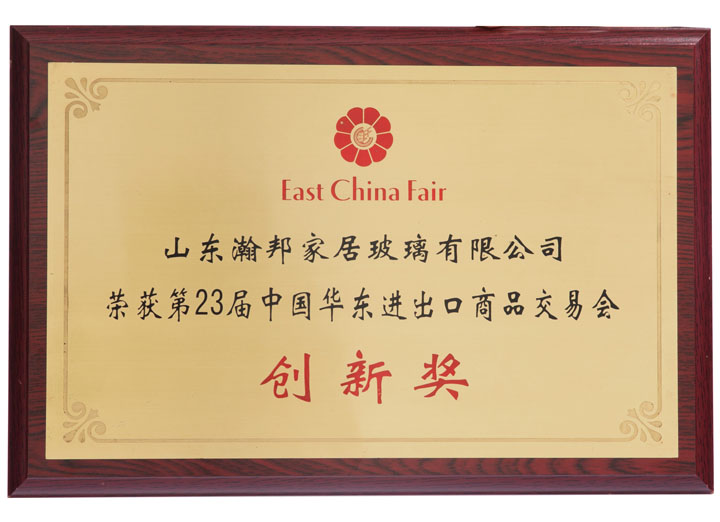 East China Fair
山东瀚邦家居玻璃有限公司
荣获第23届中国华东进出口商品交易会
创新奖